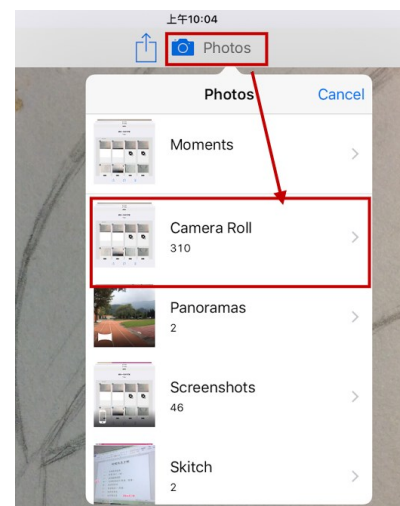 上午10:04
Photos
Photos Cancel
Moments
Camera Roll
310
Panoramas
2
Screenshots
46
Skitch
2